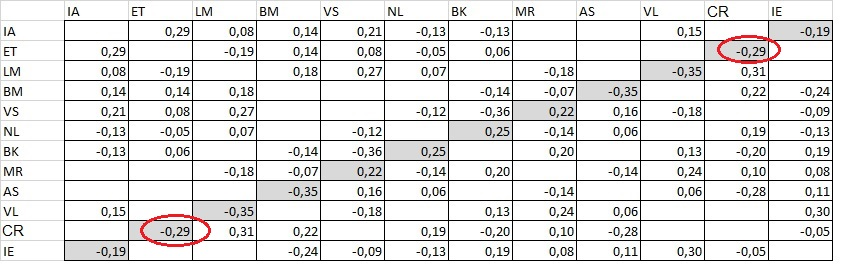 IA ET LM BM VS NL BK MR AS VL CR IE
IA 0,29 0,08 0,14 0,21 -0,13 -0,13 0,15 -0,19
ET 0,29 -0,19 0,14 0,08 -0,05 0,06 -0,29
LM 0,08 -0,19 0,18 0,27 0,07 -0,18 -0,35 0,31
BM 0,14 0,14 0,18 -0,14 -0,07 -0,35 0,22 -0,24
VS 0,21 0,08 0,27 -0,12 -0,36 0,22 0,16 -0,18 -0,09
NL -0,13 -0,05 0,07 -0,12 0,25 -0,14 0,06 0,19 -0,13
BK -0,13 0,06 -0,14 -0,36 0,25 0,20 0,13 -0,20 0,19
MR -0,18 -0,07 0,22 -0,14 0,20 -0,14 0,24 0,10 0,08
AS -0,35 0,16 0,06 -0,14 0,06 -0,28 0,11
VL 0,15 -0,35 -0,18 0,13 0,24 0,06 0,30
CR -0,29 0,31 0,22 0,19 -0,20 0,10 -0,28 -0,05
IE -0,19 -0,24 -0,09 -0,13 0,19 0,08 0,11 0,30 -0,05